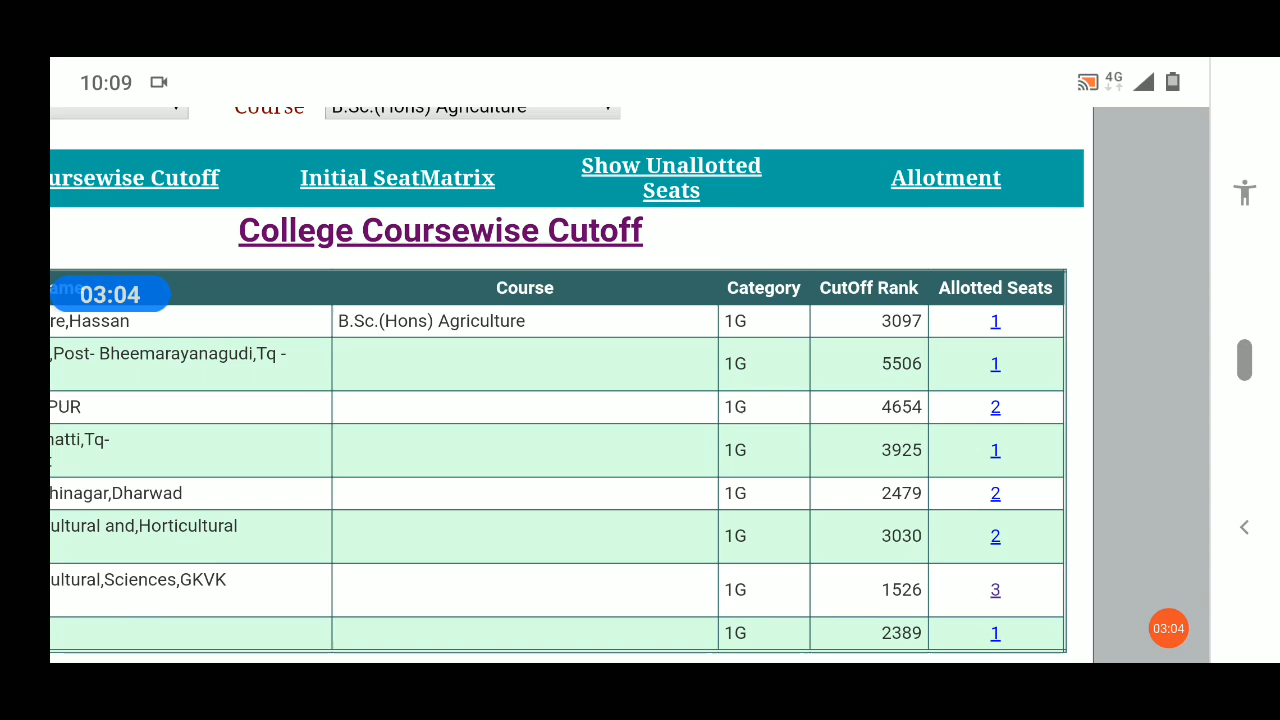 10:09
4G
Course B.Sc.(Hons) Agriculture
ursewise Cutoff Initial SeatMatrix Show Unallotted Seats Allotment
College Coursewise Cutoff
ame Course Category CutOff Rank Allotted Seats
03:04
re,Hassan B.Sc.(Hons) Agriculture 1G 3097 1
,Post- Bheemarayanagudi,Tq - 1G 5506 1
PUR 1G 4654 2
natti,Tq- 1G 3925 1
hinagar,Dharwad 1G 2479 2
ultural and,Horticultural 1G 3030 2
ultural,Sciences,GKVK 1G 1526 3
1G 2389 1
03:04